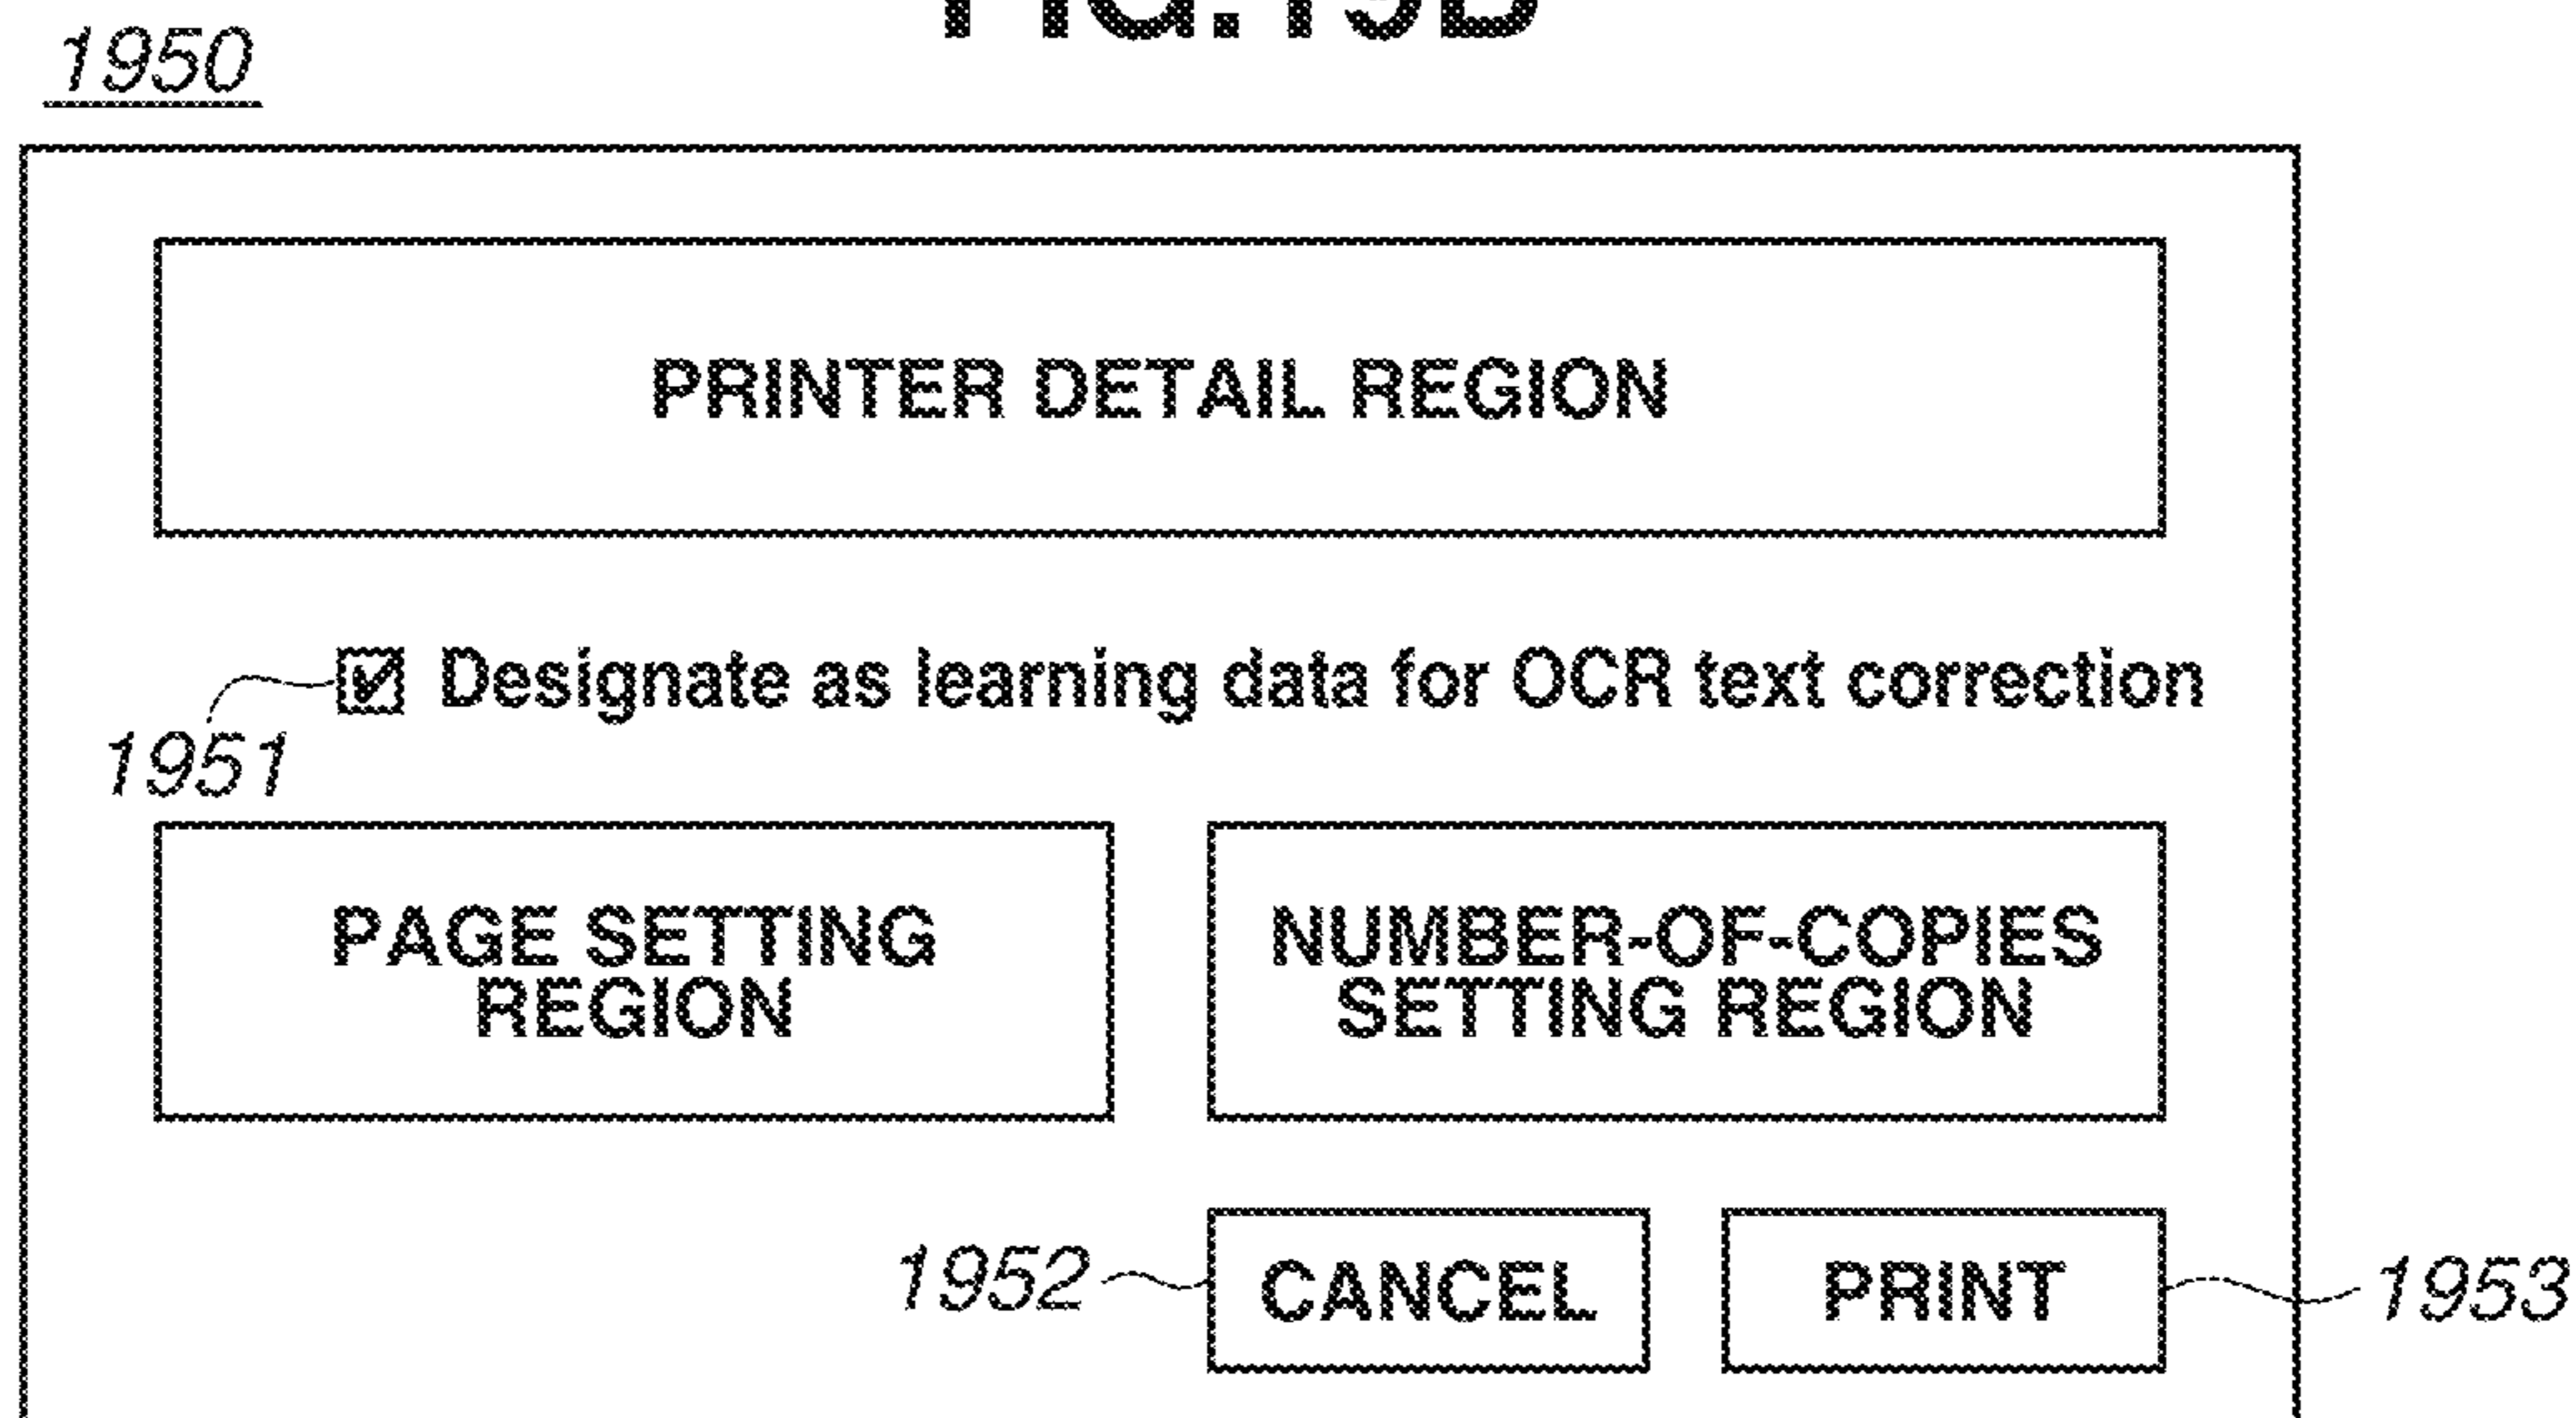 1950
PRINTER DETAIL REGION
Designate as learning data for OCR text correction
1951
PAGE SETTING
REGION
NUMBER-OF-COPIES
SETTING REGION
1952
CANCEL
PRINT
1953